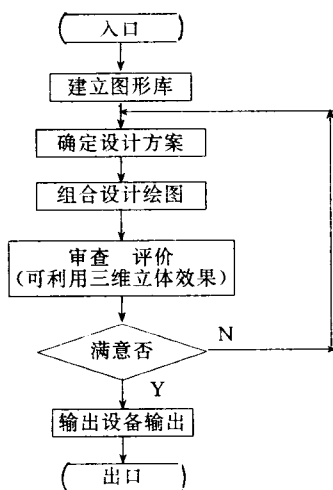 入口
建立图形库
确定设计方案
组合设计绘图
审查 评价
(可利用三维立体效果)
满意否
N
Y
输出设备输出
出口